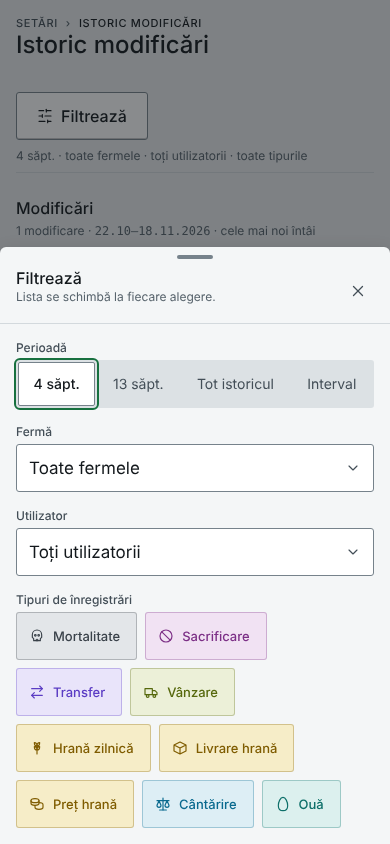 SETĂRI › ISTORIC MODIFICĂRI
Istoric modificări
Filtrează
4 săpt. · toate fermele · toți utilizatorii · toate tipurile
Modificări
1 modificare · 22.10–18.11.2026 · cele mai noi întâi
Filtrează
Lista se schimbă la fiecare alegere.
Perioadă
4 săpt. 13 săpt. Tot istoricul Interval
Fermă
Toate fermele
Utilizator
Toți utilizatorii
Tipuri de înregistrări
Mortalitate Sacrificare
Transfer Vânzare
Hrană zilnică Livrare hrană
Preț hrană Cântărire Ouă